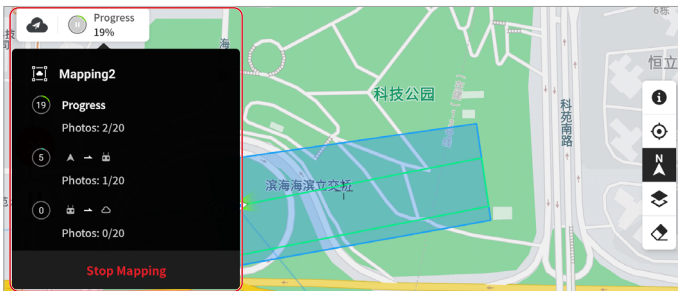 Progress
19%
Mapping2
19
Progress
Photos: 2/20
5
Photos: 1/20
0
Photos: 0/20
Stop Mapping
海
6栋
恒立
科技公园
科苑南路
滨海海滨立交桥
N